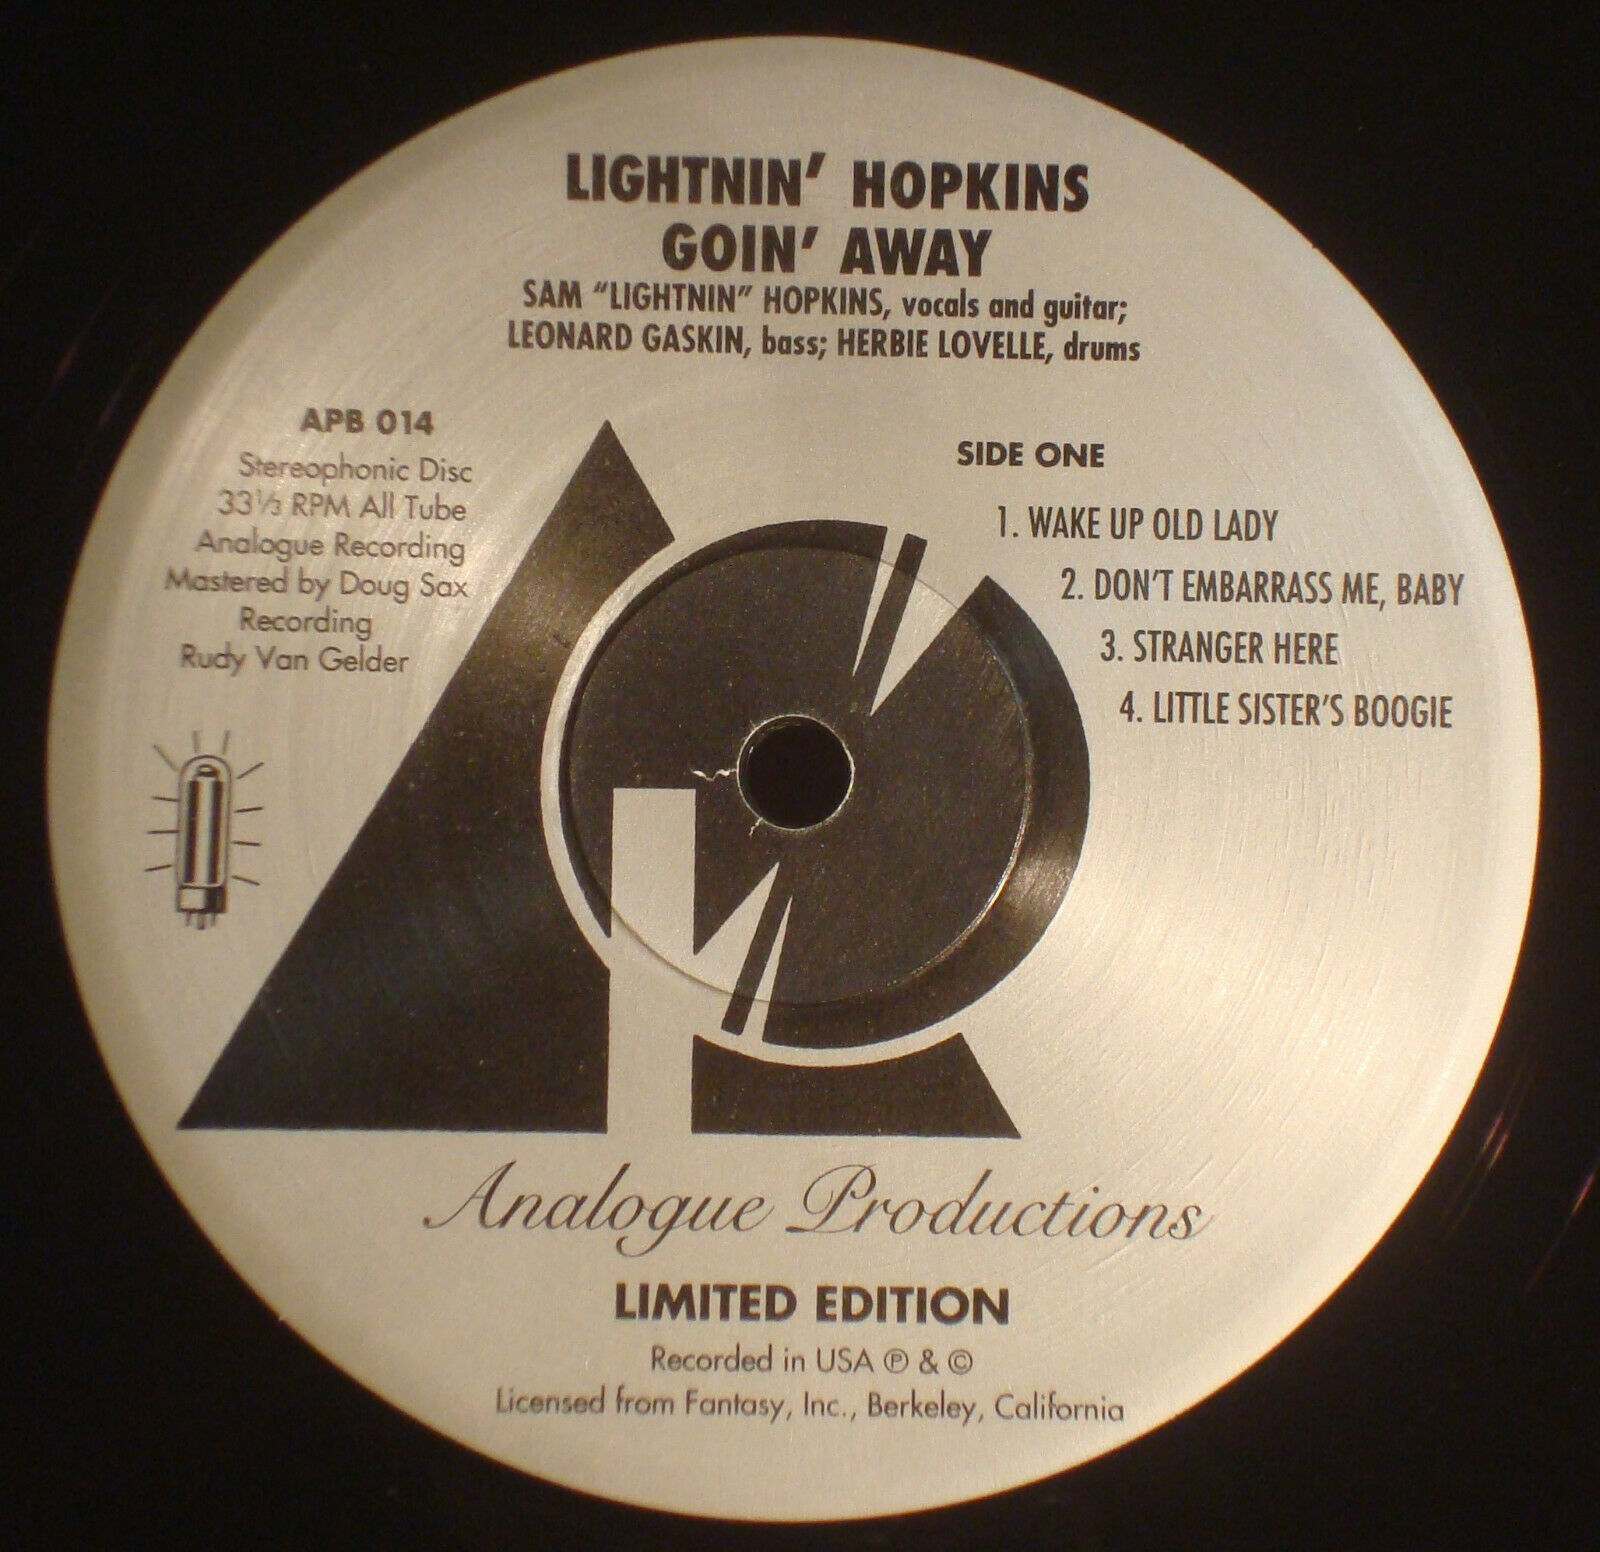 LIGHTNIN' HOPKINS
GOIN' AWAY
SAM "LIGHTNIN" HOPKINS, vocals and guitar;
LEONARD GASKIN, bass; HERBIE LOVELLE, drums
APB 014
Stereophonic Disc
33⅓ RPM All Tube
Analogue Recording
Mastered by Doug Sax
Recording
Rudy Van Gelder
SIDE ONE
1. WAKE UP OLD LADY
2. DON'T EMBARRASS ME, BABY
3. STRANGER HERE
4. LITTLE SISTER'S BOOGIE
Analogue Productions
LIMITED EDITION
Recorded in USA ℗ & ©
Licensed from Fantasy, Inc., Berkeley, California